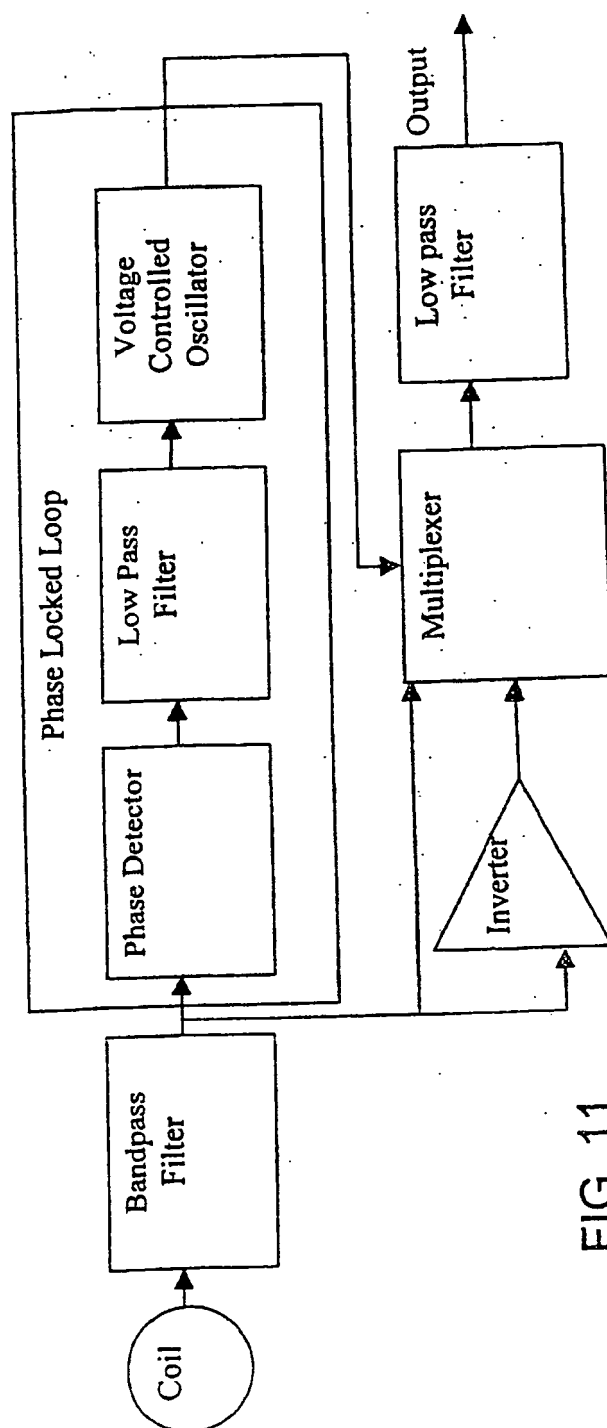 Phase Locked Loop
Coil
Bandpass
Filter
Phase Detector
Low Pass
Filter
Voltage
Controlled
Oscillator
Inverter
Multiplexer
Low pass
Filter
Output
FIG. 11